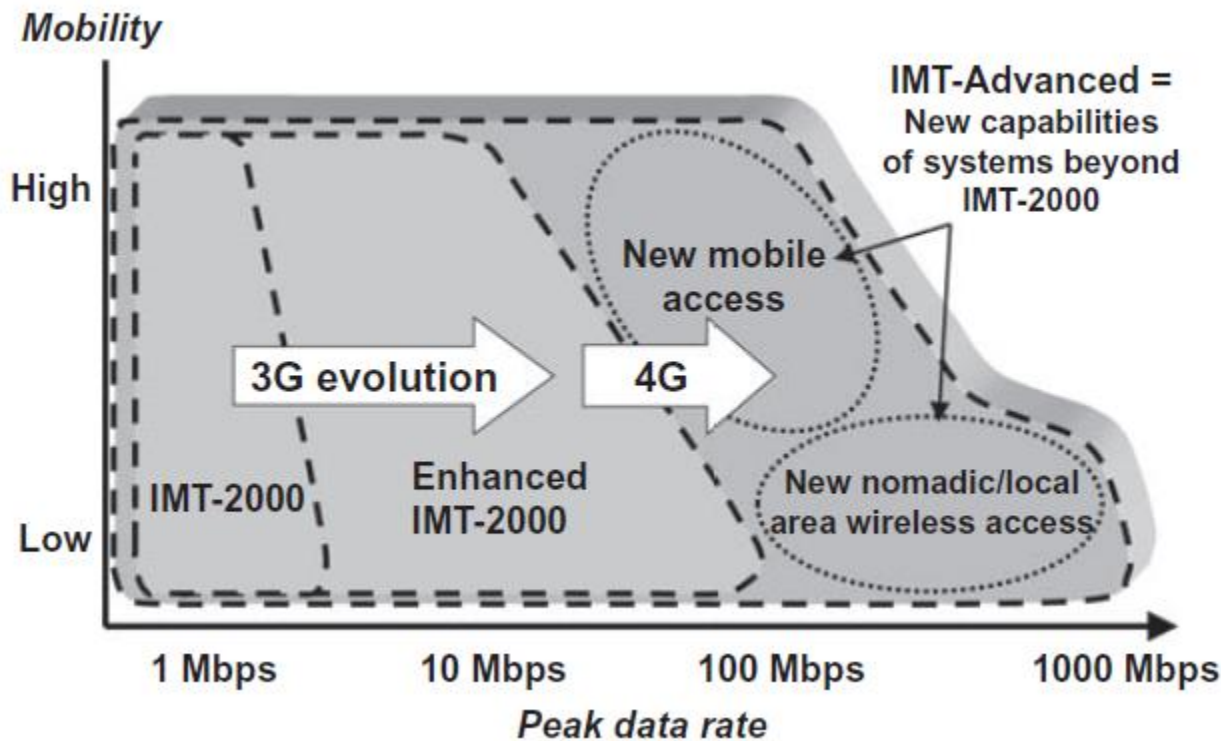 Mobility
IMT-Advanced =
New capabilities
of systems beyond
IMT-2000
High
New mobile
access
3G evolution
4G
IMT-2000
Enhanced
IMT-2000
New nomadic/local
area wireless access
Low
1 Mbps
10 Mbps
100 Mbps
1000 Mbps
Peak data rate